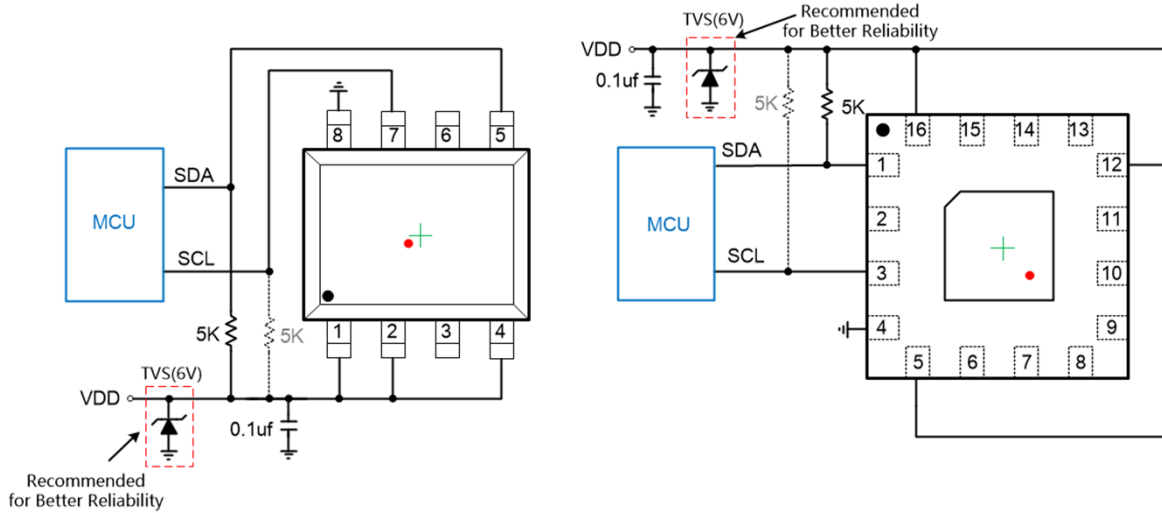 8
7
6
5
SDA
MCU
SCL
5K
5K
1
2
3
4
TVS(6V)
VDD
0.1uf
Recommended
for Better Reliability
TVS(6V)
Recommended
for Better Reliability
VDD
0.1uf
5K
5K
16
15
14
13
SDA
1
12
MCU
2
11
SCL
3
10
4
9
5
6
7
8